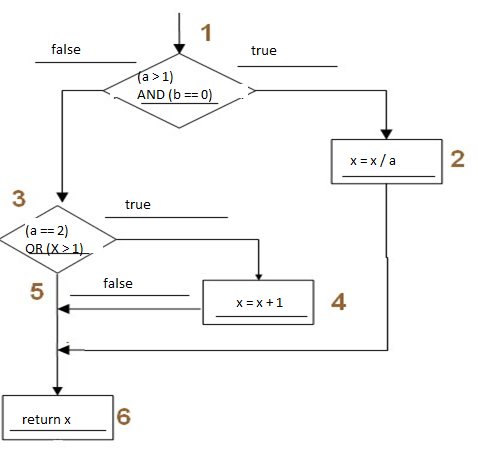 1
false
true
(a > 1)
AND (b == 0)
x = x / a
2
3
true
(a == 2)
OR (X > 1)
5
false
x = x + 1
4
return x
6